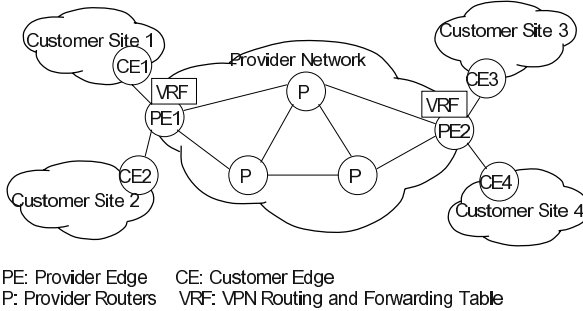 Customer Site 1
CE1
VRF
PE1
CE2
Customer Site 2
Provider Network
P
P
P
Customer Site 3
CE3
VRF
PE2
CE4
Customer Site 4
PE: Provider Edge CE: Customer Edge
P: Provider Routers VRF: VPN Routing and Forwarding Table